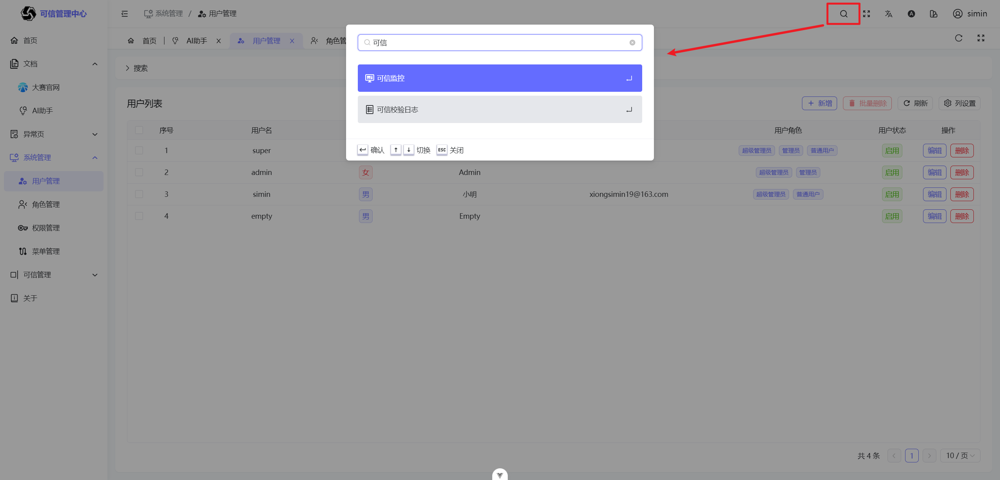 可信管理中心
系统管理 / 用户管理
simin
首页
文档
大赛官网
AI助手
异常页
系统管理
用户管理
角色管理
权限管理
菜单管理
可信管理
关于
首页 AI助手 用户管理 角色管
可信
可信监控
可信校验日志
确认 切换 ESC 关闭
搜索
用户列表
新增 批量删除 刷新 列设置
序号 用户名 用户角色 用户状态 操作
1 super 超级管理员 管理员 普通用户 启用 编辑 删除
2 admin 女 Admin 超级管理员 管理员 启用 编辑 删除
3 simin 男 小明 xiongsimin19@163.com 超级管理员 普通用户 启用 编辑 删除
4 empty 男 Empty 启用 编辑 删除
共 4 条 1 10 / 页